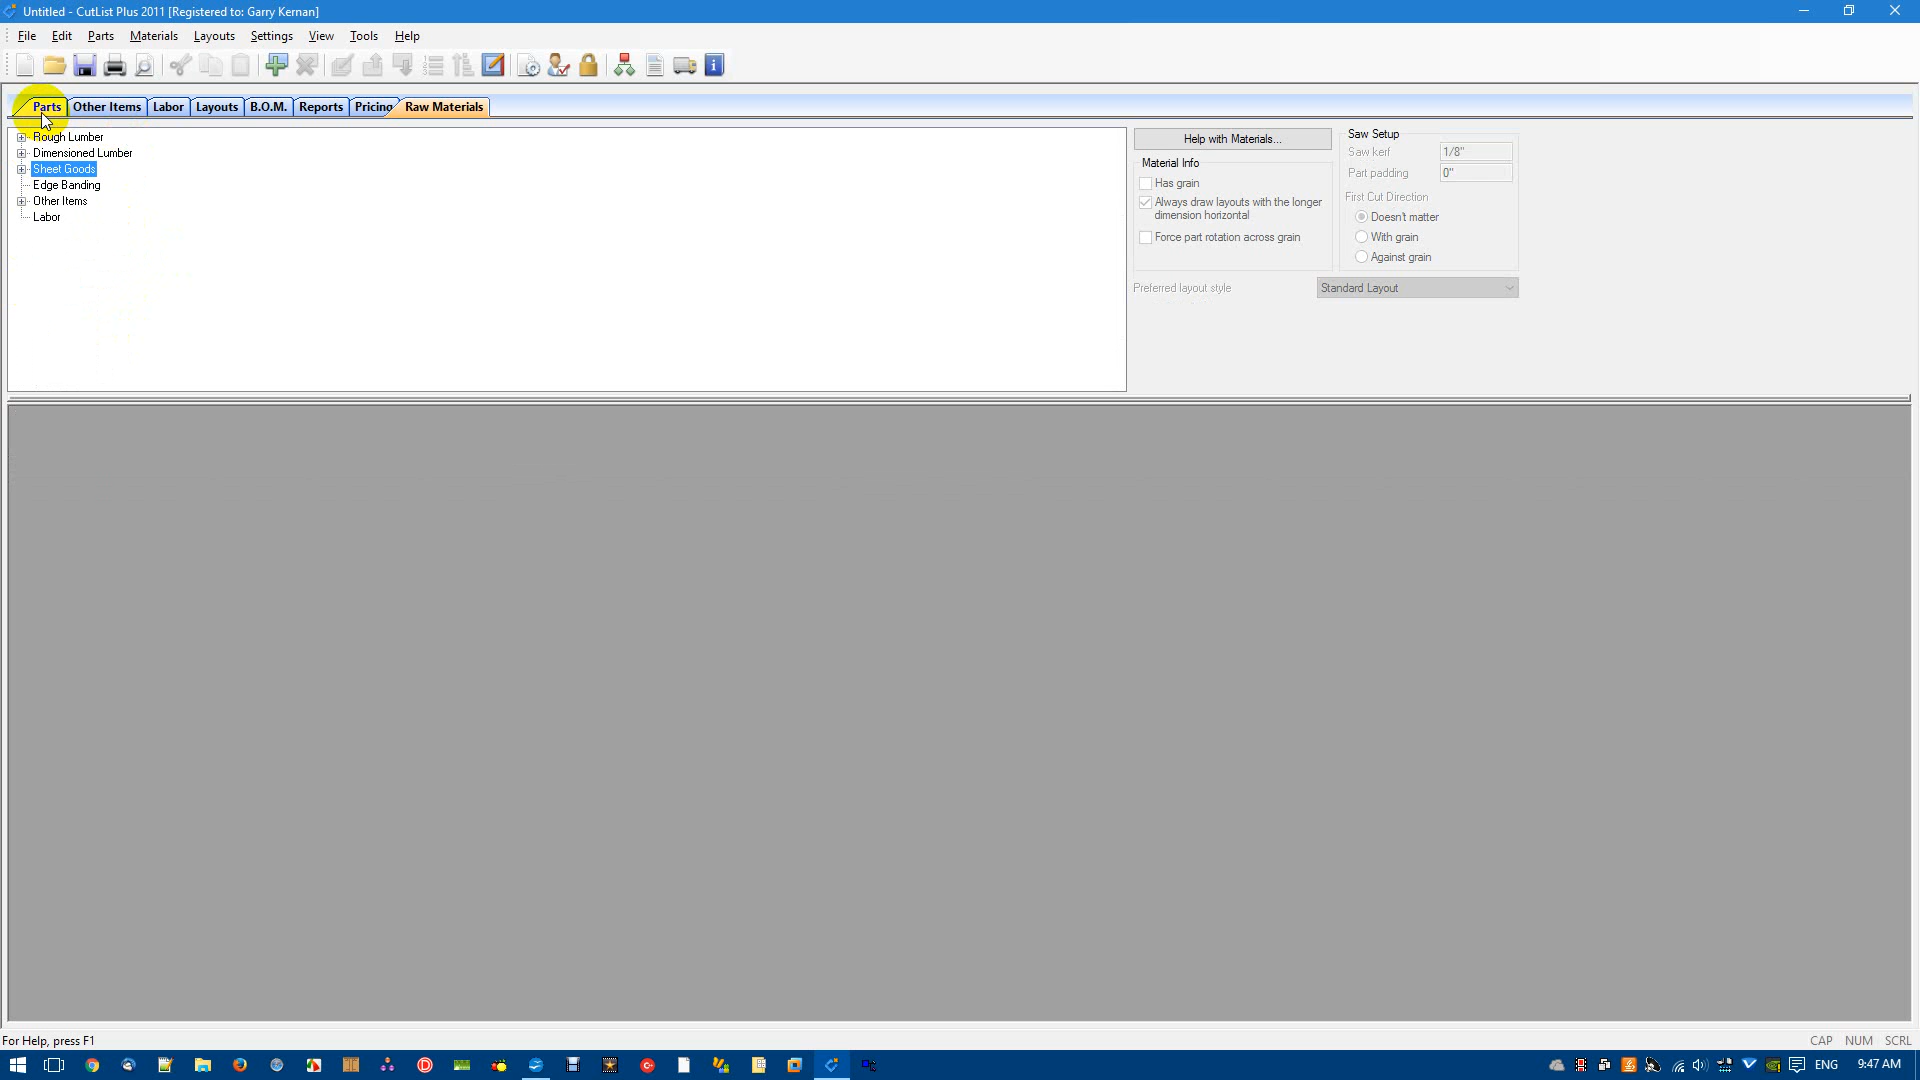 Untitled - CutList Plus 2011 [Registered to: Garry Kernan]
File Edit Parts Materials Layouts Settings View Tools Help
Parts Other Items Labor Layouts B.O.M. Reports Pricing Raw Materials
Rough Lumber
Dimensioned Lumber
Sheet Goods
Edge Banding
Other Items
Labor
Help with Materials...
Material Info
Has grain
Always draw layouts with the longer
dimension horizontal
Force part rotation across grain
Saw Setup
Saw kerf 1/8"
Part padding 0"
First Cut Direction
Doesn't matter
With grain
Against grain
Preferred layout style Standard Layout
For Help, press F1
CAP NUM SCRL
ENG 9:47 AM